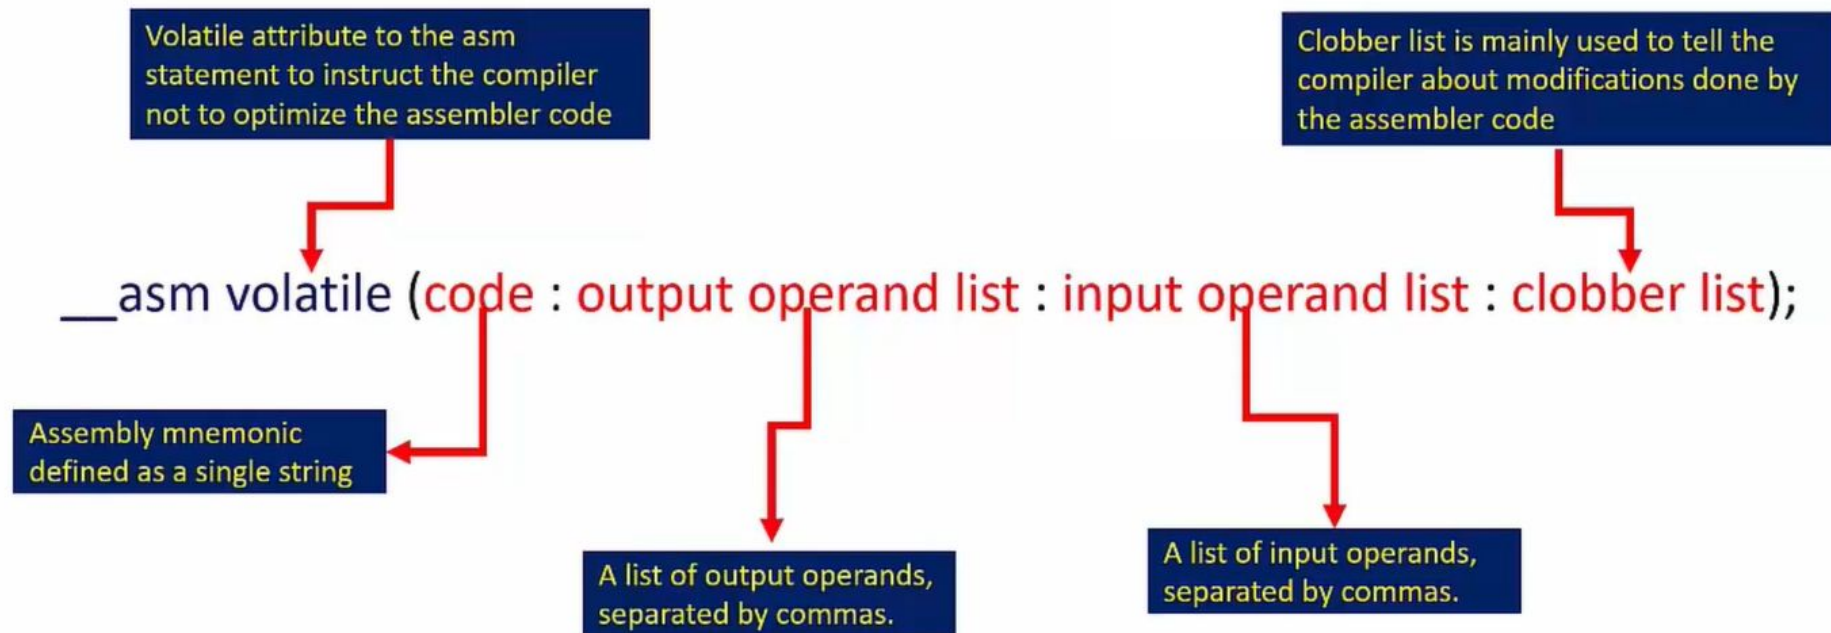 Volatile attribute to the asm
statement to instruct the compiler
not to optimize the assembler code
Clobber list is mainly used to tell the
compiler about modifications done by
the assembler code
__asm volatile (code : output operand list : input operand list : clobber list);
Assembly mnemonic
defined as a single string
A list of output operands,
separated by commas.
A list of input operands,
separated by commas.